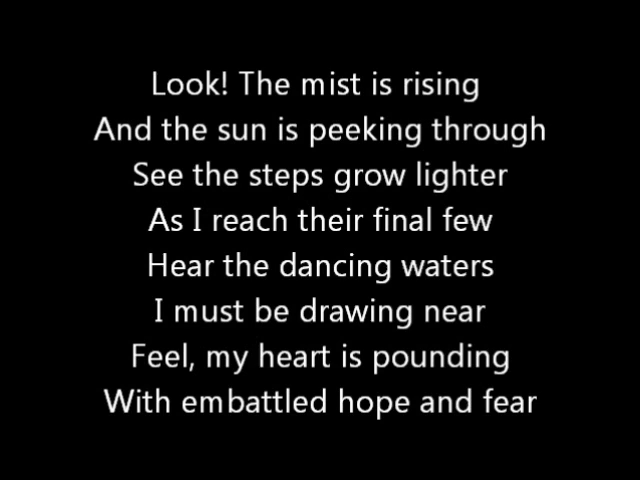 Look! The mist is rising
And the sun is peeking through
See the steps grow lighter
As I reach their final few
Hear the dancing waters
I must be drawing near
Feel, my heart is pounding
With embattled hope and fear